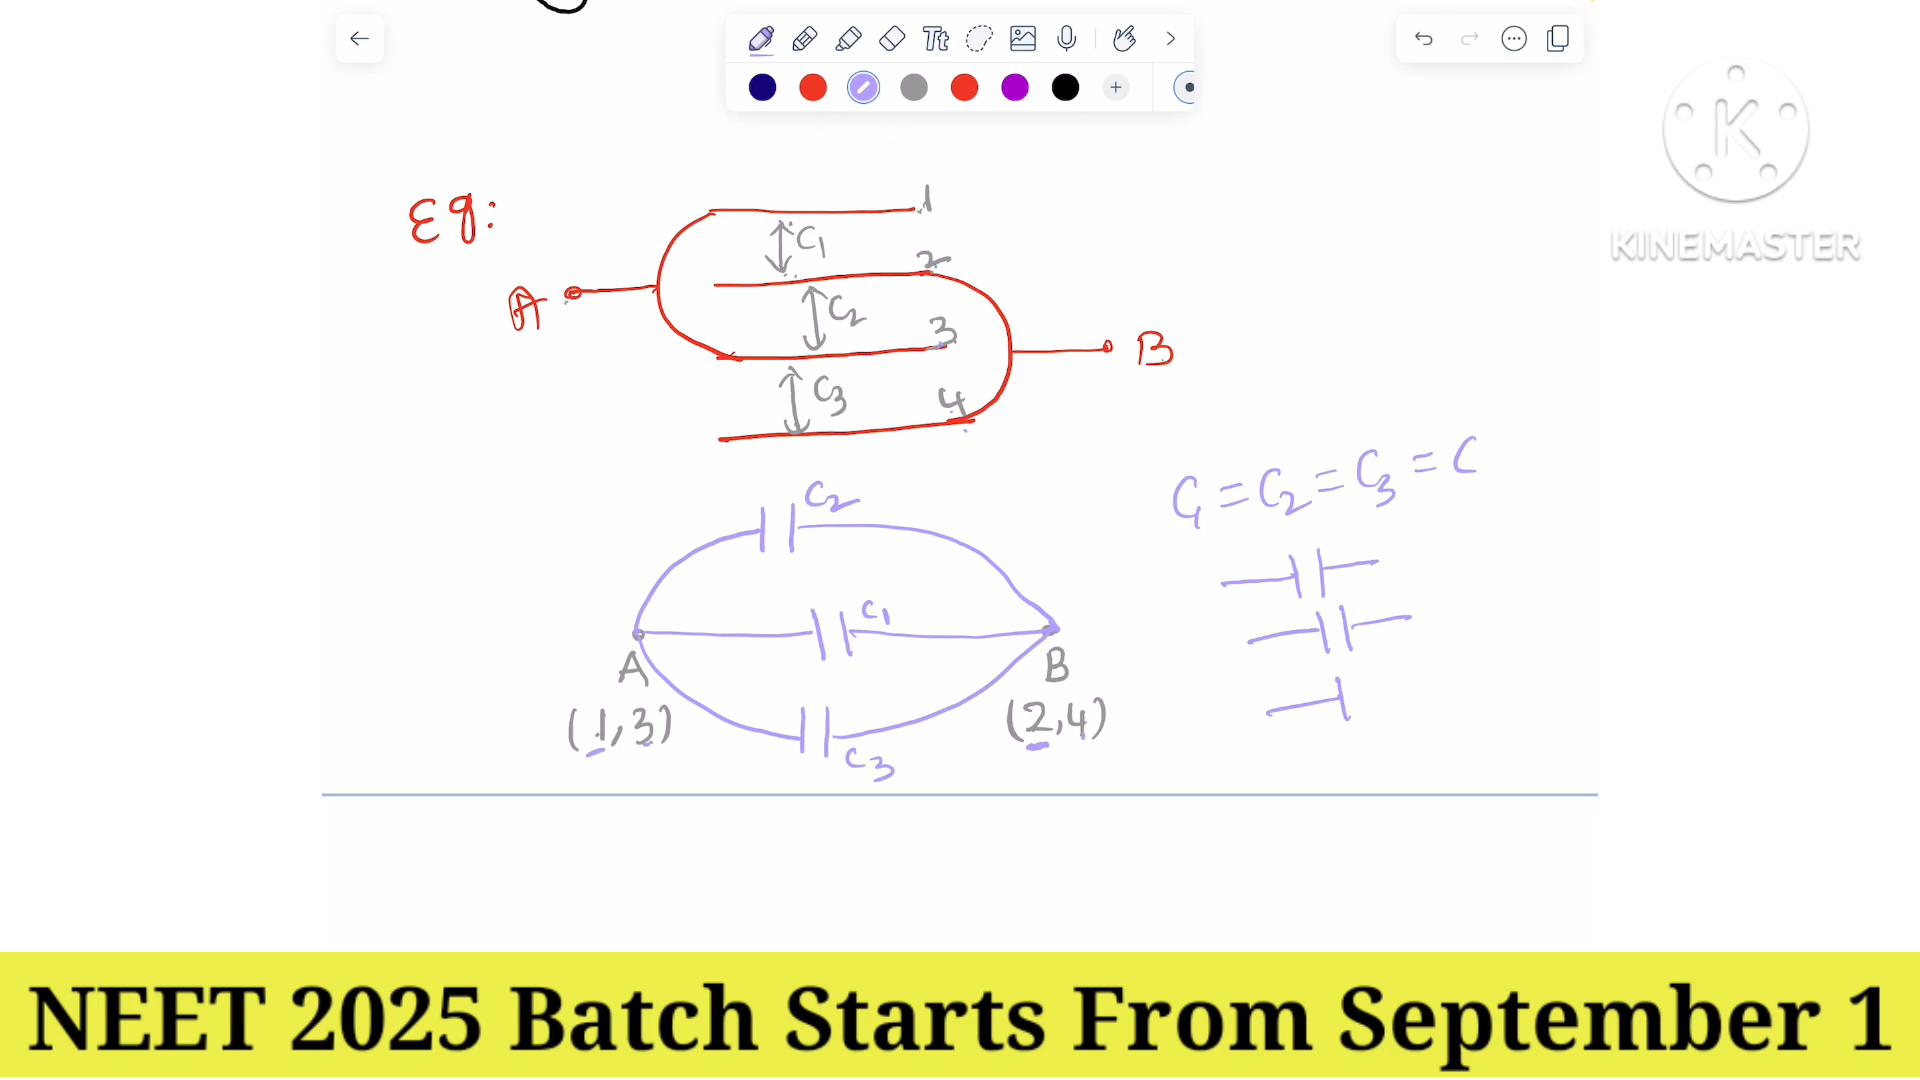 Tt
K
KINEMASTER
Eg:
1
C1
2
A
C2
3
B
C3
4
C2
C1 = C2 = C3 = C
C1
A
B
(1,3)
(2,4)
C3
NEET 2025 Batch Starts From September 1